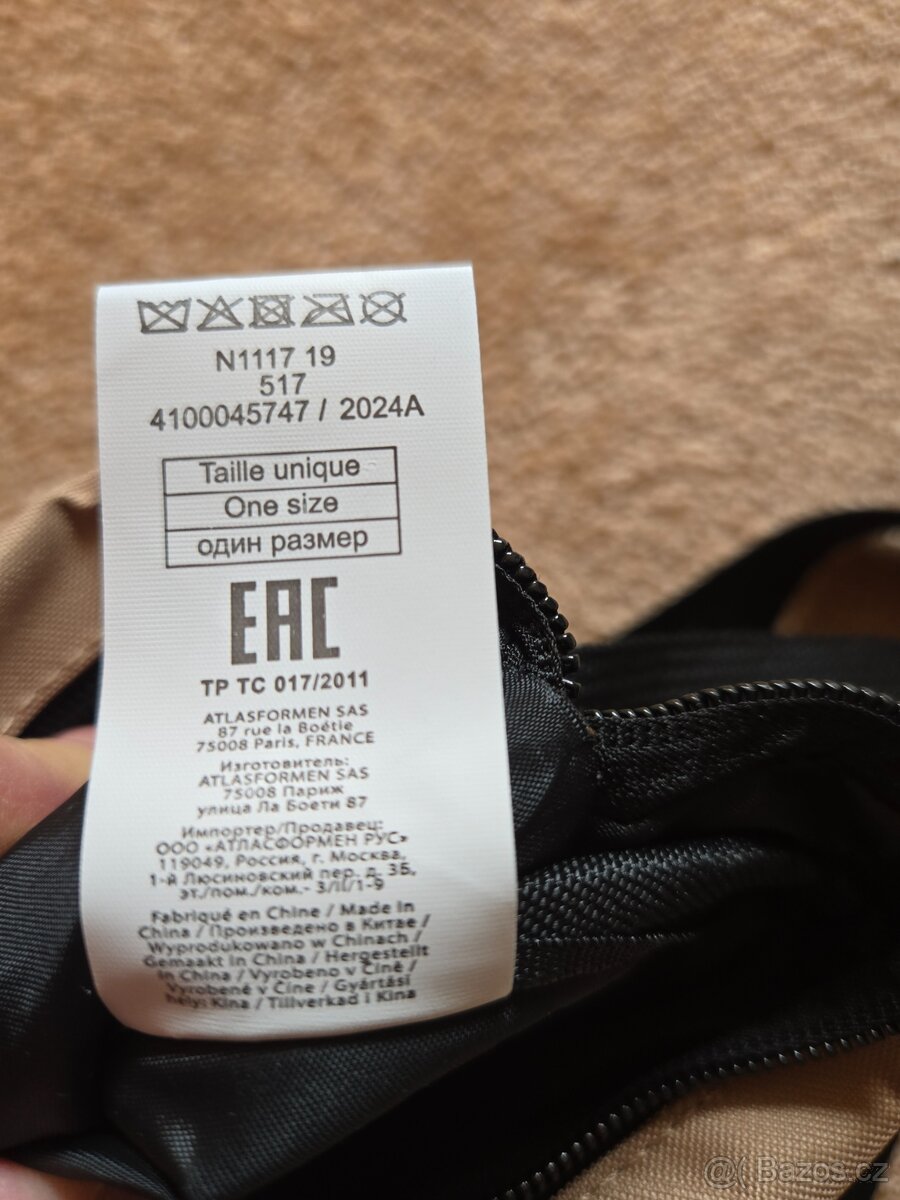 N1117 19
517
4100045747 / 2024A
Taille unique
One size
один размер
EAC
ТР ТС 017/2011
ATLASFORMEN SAS
87 rue la Boétie
75008 Paris, FRANCE
Изготовитель:
ATLASFORMEN SAS
75008 Париж
улица Ла Боети 87
Импортер/Продавец:
ООО «АТЛАСФОРМЕН РУС»
119049, Россия, г. Москва,
1-й Люсиновский пер. д. 3Б,
эт./пом./ком.- 3/II/1-9
Fabriqué en Chine / Made in
China / Произведено в Китае /
Wyprodukowano w Chinach /
Gemaakt in China / Hergestellt
in China / Vyrobeno v Číně /
Vyrobené v Číne / Gyártási
hely: Kína / Tillverkad i Kina
@( Bazos.cz